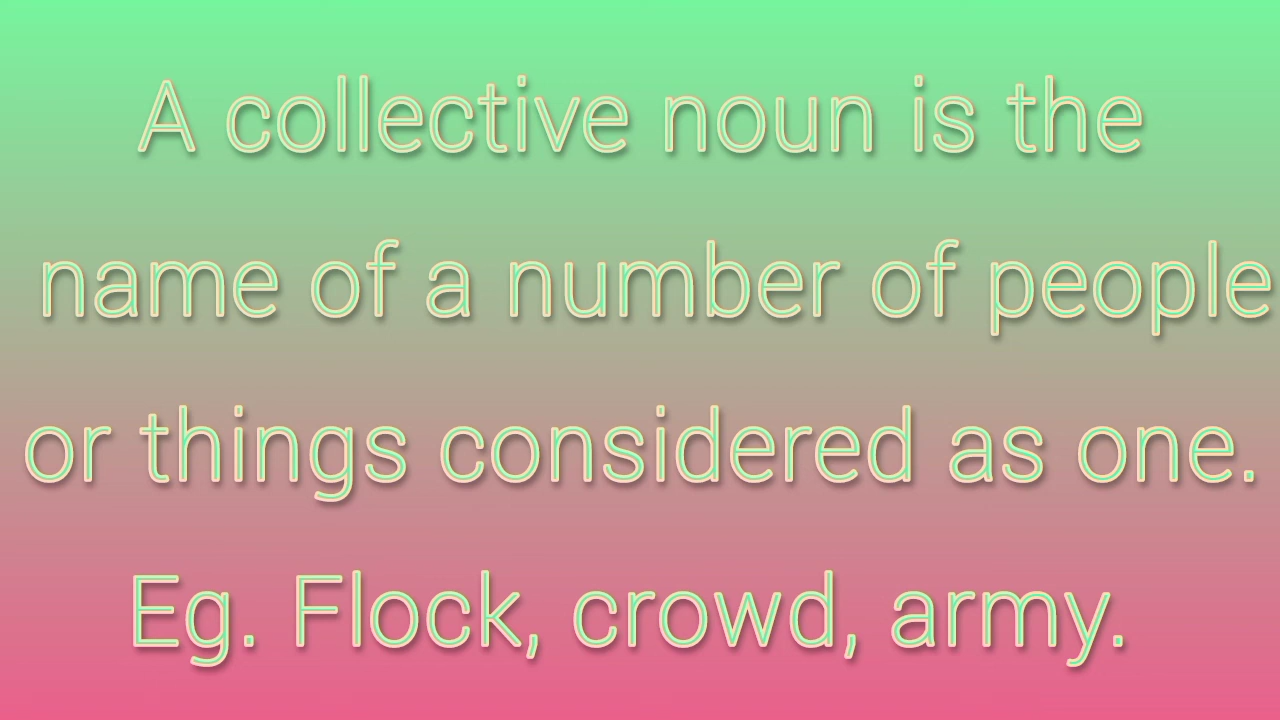 A collective noun is the
name of a number of people
or things considered as one.
Eg. Flock, crowd, army.